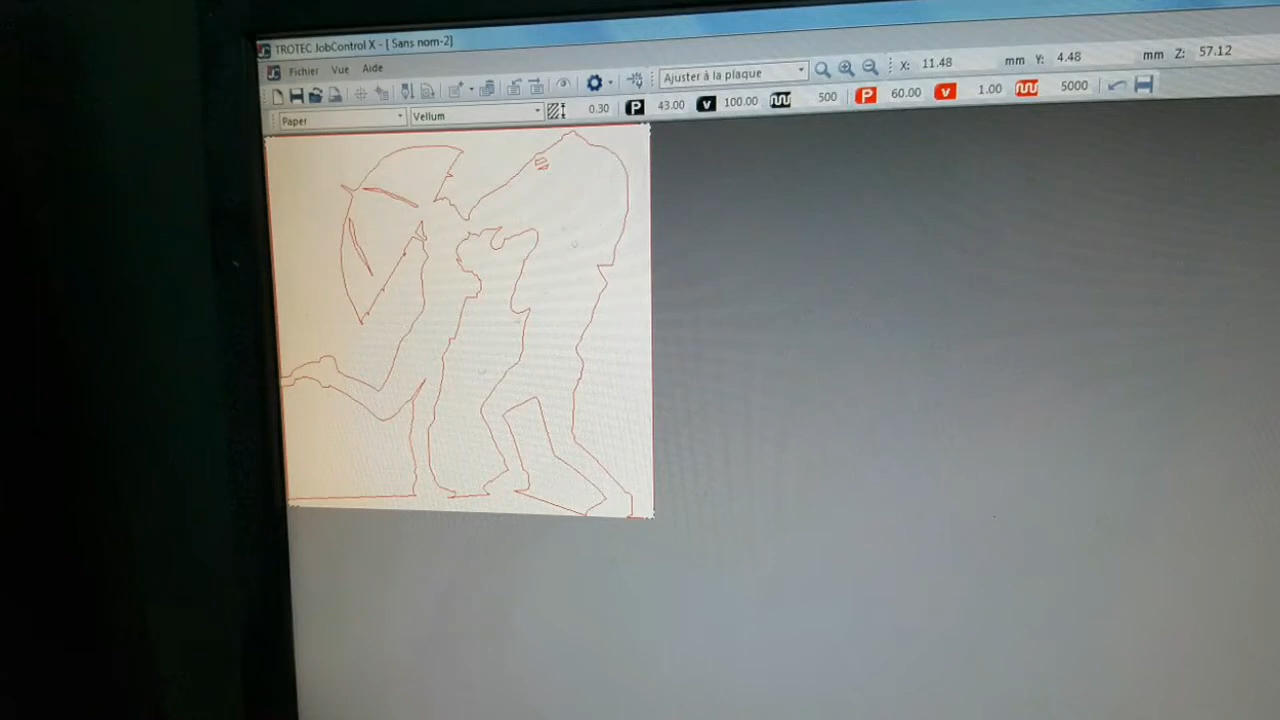 TROTEC JobControl X - [ Sans nom-2]
Fichier Vue Aide
Ajuster à la plaque X: 11.48 mm Y: 4.48 mm Z: 57.12
Paper Vellum 0.30 P 43.00 v 100.00 500 P 60.00 v 1.00 5000